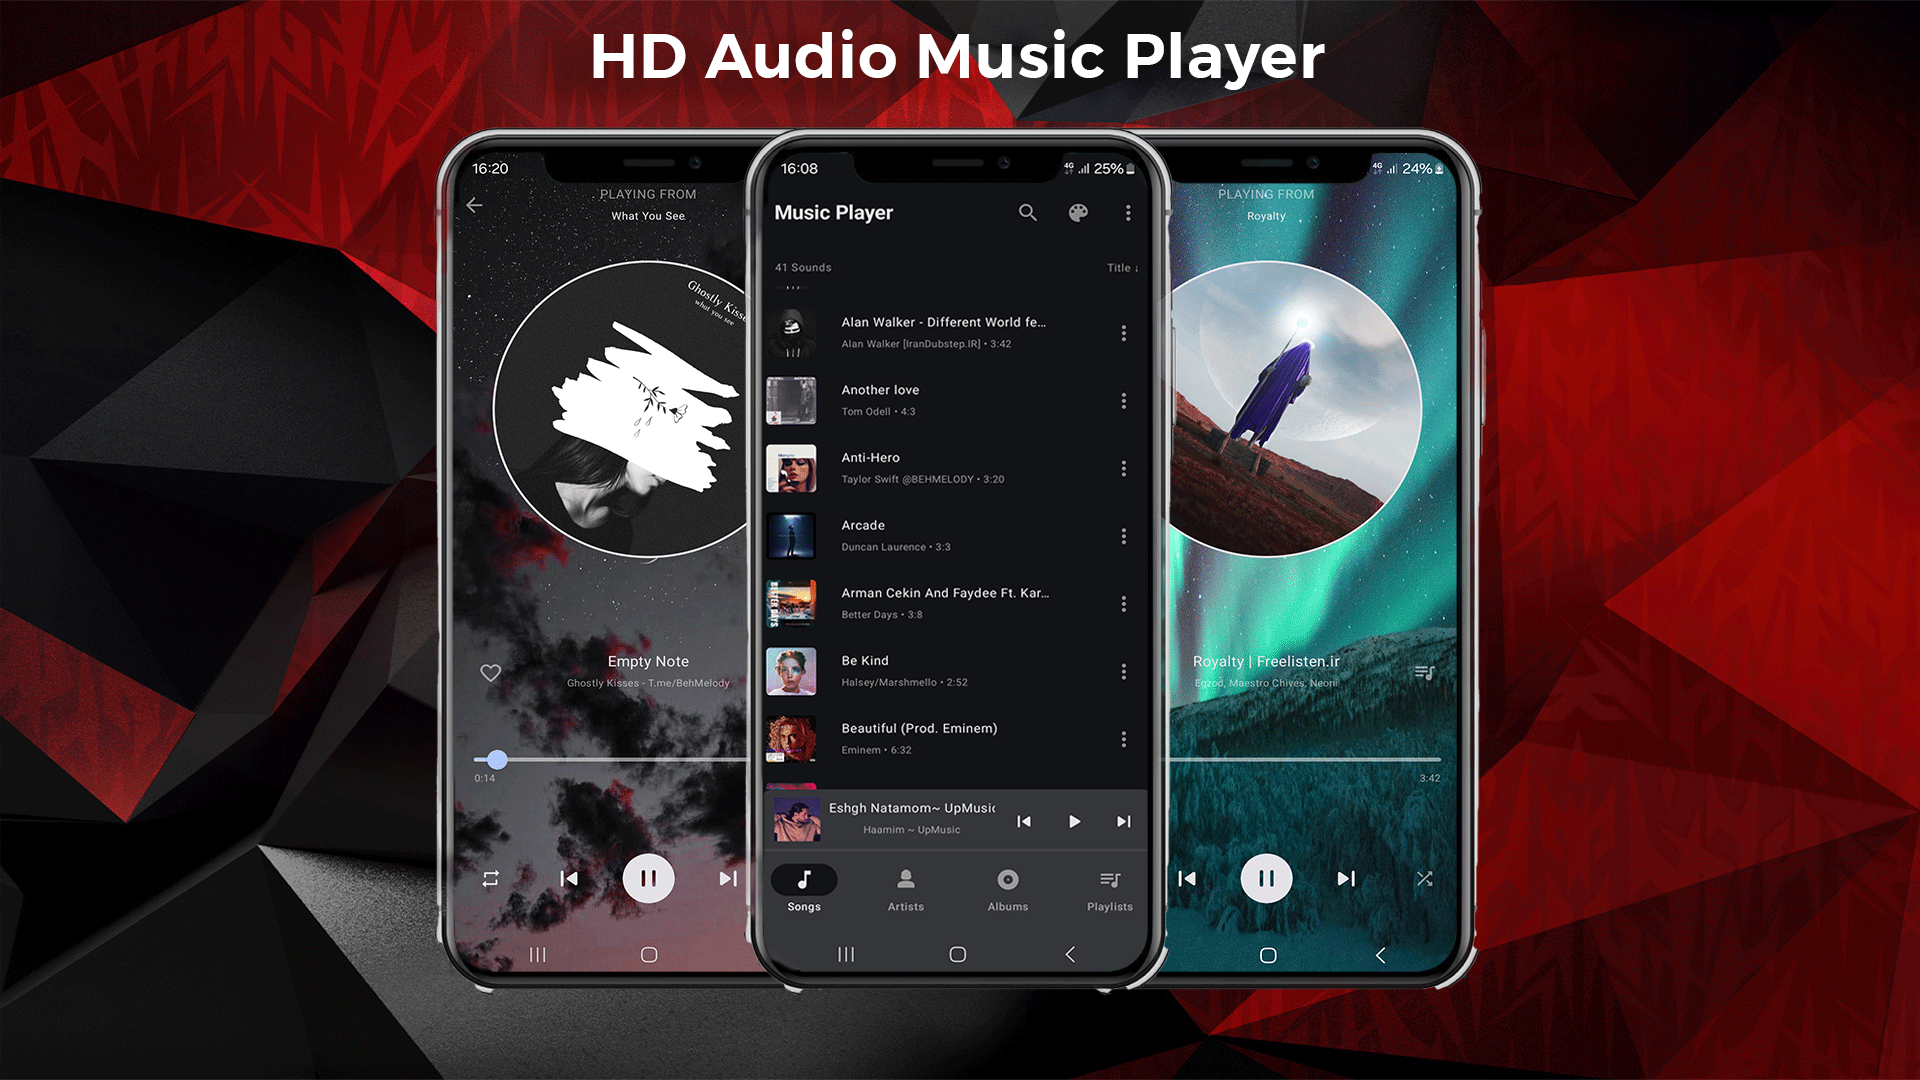 HD Audio Music Player
16:20
PLAYING FROM
What You See
Ghostly Kisse
what you see
Empty Note
Ghostly Kisses - T.me/BehMelody
0:14
16:08
4G 25%
Music Player
41 Sounds
Title ↓
Alan Walker - Different World fe...
Alan Walker [IranDubstep.IR] • 3:42
Another love
Tom Odell • 4:3
Anti-Hero
Taylor Swift @BEHMELODY • 3:20
Arcade
Duncan Laurence • 3:3
Arman Cekin And Faydee Ft. Kar...
Better Days • 3:8
BETTER DAYS
Be Kind
Halsey/Marshmello • 2:52
Beautiful (Prod. Eminem)
Eminem • 6:32
Eshgh Natamom~ UpMusic
Haamim ~ UpMusic
Songs
Artists
Albums
Playlists
4G 24%
PLAYING FROM
Royalty
Royalty | Freelisten.ir
Egzod, Maestro Chives, Neoni
3:42